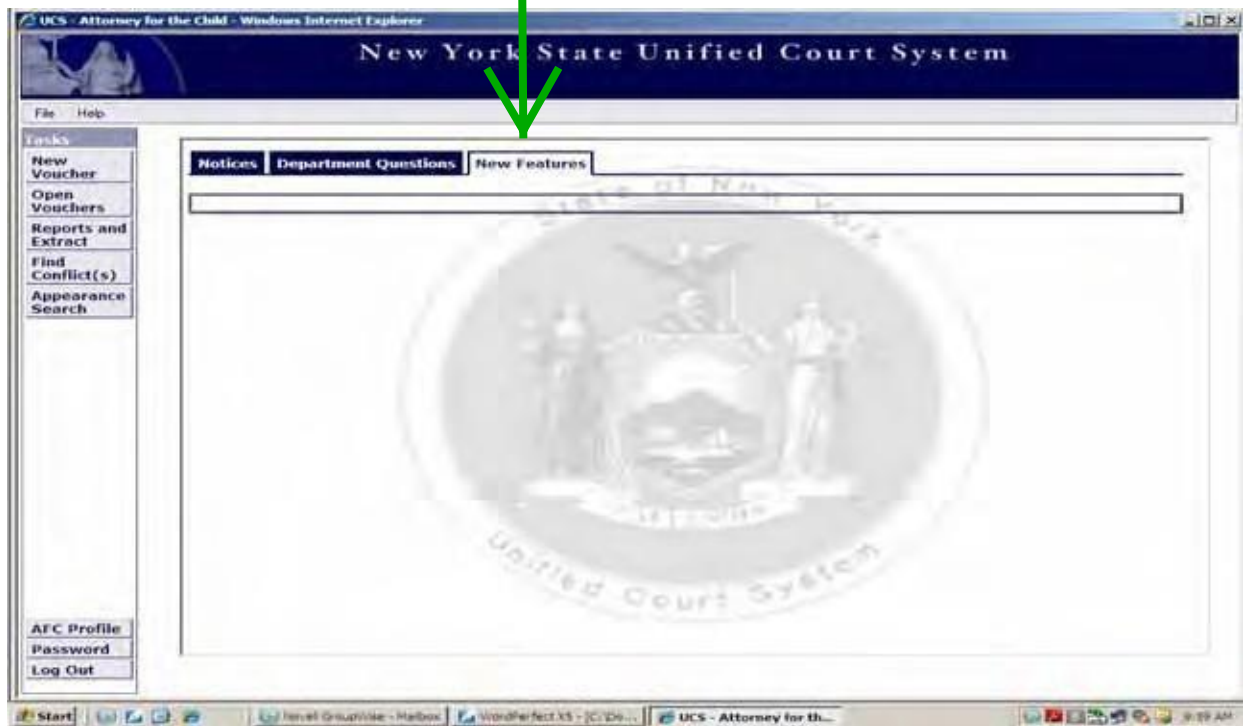 UCS - Attorney for the Child - Windows Internet Explorer
New York State Unified Court System
File Help
Tasks
New
Voucher
Open
Vouchers
Reports and
Extract
Find
Conflict(s)
Appearance
Search
Notices Department Questions New Features
State of New York
Unified Court System
AFC Profile
Password
Log Out
Start Novell GroupWise - Mailbox WordPerfect X5 - [C:\Do... UCS - Attorney for th... AM